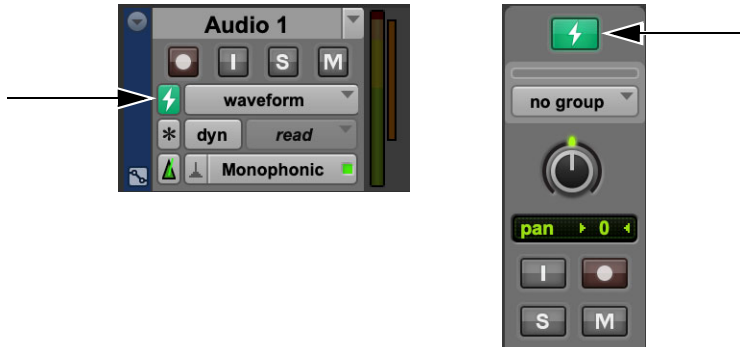 Audio 1
I S M
waveform
* dyn read
Monophonic
no group
pan 0
I
S M